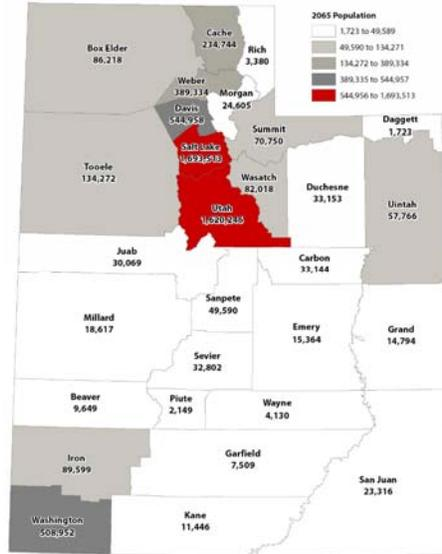 2065 Population
1,723 to 49,589
49,590 to 134,271
134,272 to 389,334
389,335 to 544,957
544,956 to 1,693,513
Cache
234,744
Rich
3,380
Box Elder
86,218
Weber
389,334
Morgan
24,605
Davis
544,958
Daggett
1,723
Summit
70,750
Salt Lake
1,693,513
Tooele
134,272
Wasatch
82,018
Duchesne
33,153
Uintah
57,766
Utah
1,620,246
Juab
30,069
Carbon
33,144
Sanpete
49,590
Millard
18,617
Emery
15,364
Grand
14,794
Sevier
32,802
Beaver
9,649
Piute
2,149
Wayne
4,130
Iron
89,599
Garfield
7,509
San Juan
23,316
Washington
508,952
Kane
11,446